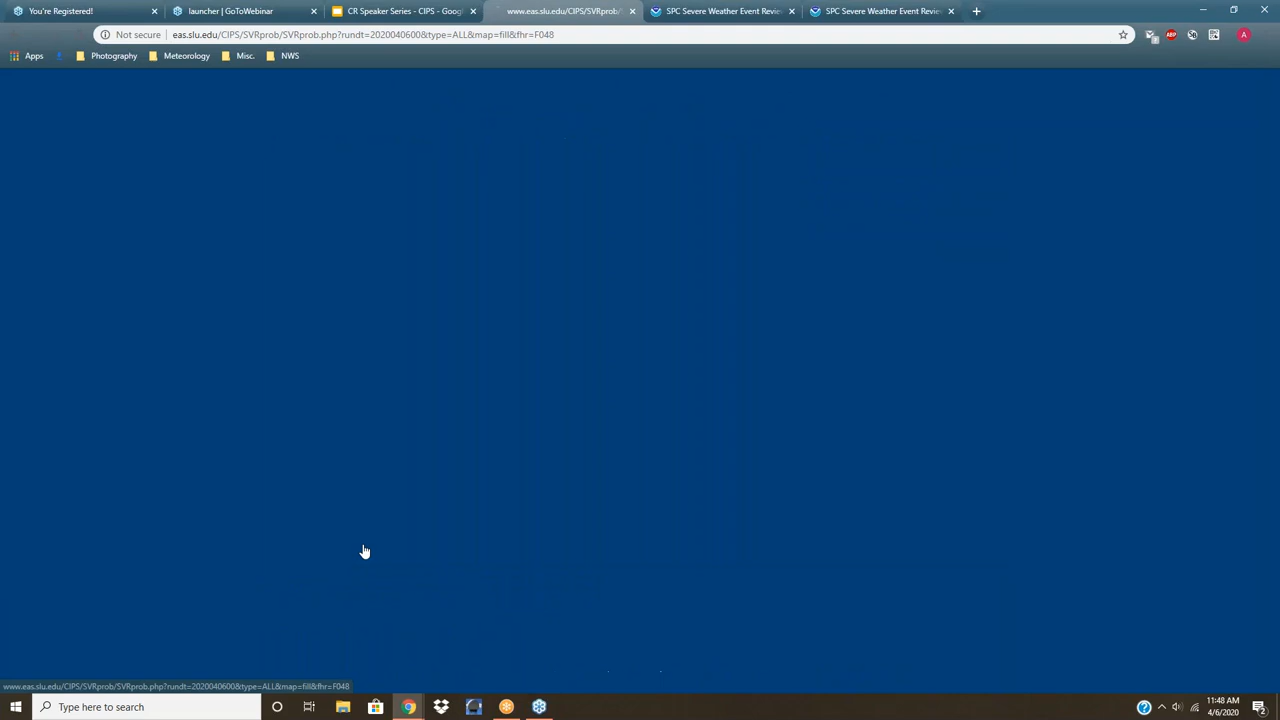 You're Registered!
launcher | GoToWebinar
CR Speaker Series - CIPS - Googl
www.eas.slu.edu/CIPS/SVRprob/
SPC Severe Weather Event Revie
SPC Severe Weather Event Revie
Not secure
eas.slu.edu/CIPS/SVRprob/SVRprob.php?rundt=2020040600&type=ALL&map=fill&fhr=F048
ABP
A
Apps
Photography
Meteorology
Misc.
NWS
www.eas.slu.edu/CIPS/SVRprob/SVRprob.php?rundt=2020040600&type=ALL&map=fill&fhr=F048
Type here to search
11:48 AM
4/6/2020
2